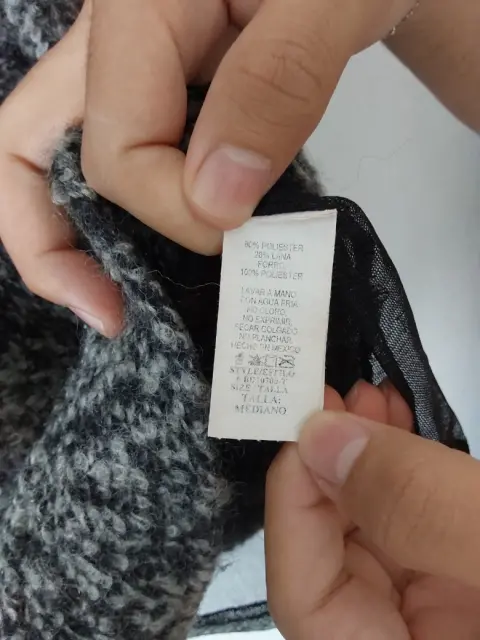 80% POLIESTER
20% LANA
FORRO:
100% POLIESTER
LAVAR A MANO
CON AGUA FRIA
NO CLORO,
NO EXPRIMIR,
SECAR COLGADO
NO PLANCHAR,
HECHO EN MEXICO
STYLE/ESTILO
SIZE / TALLA
TALLA:
MEDIANO